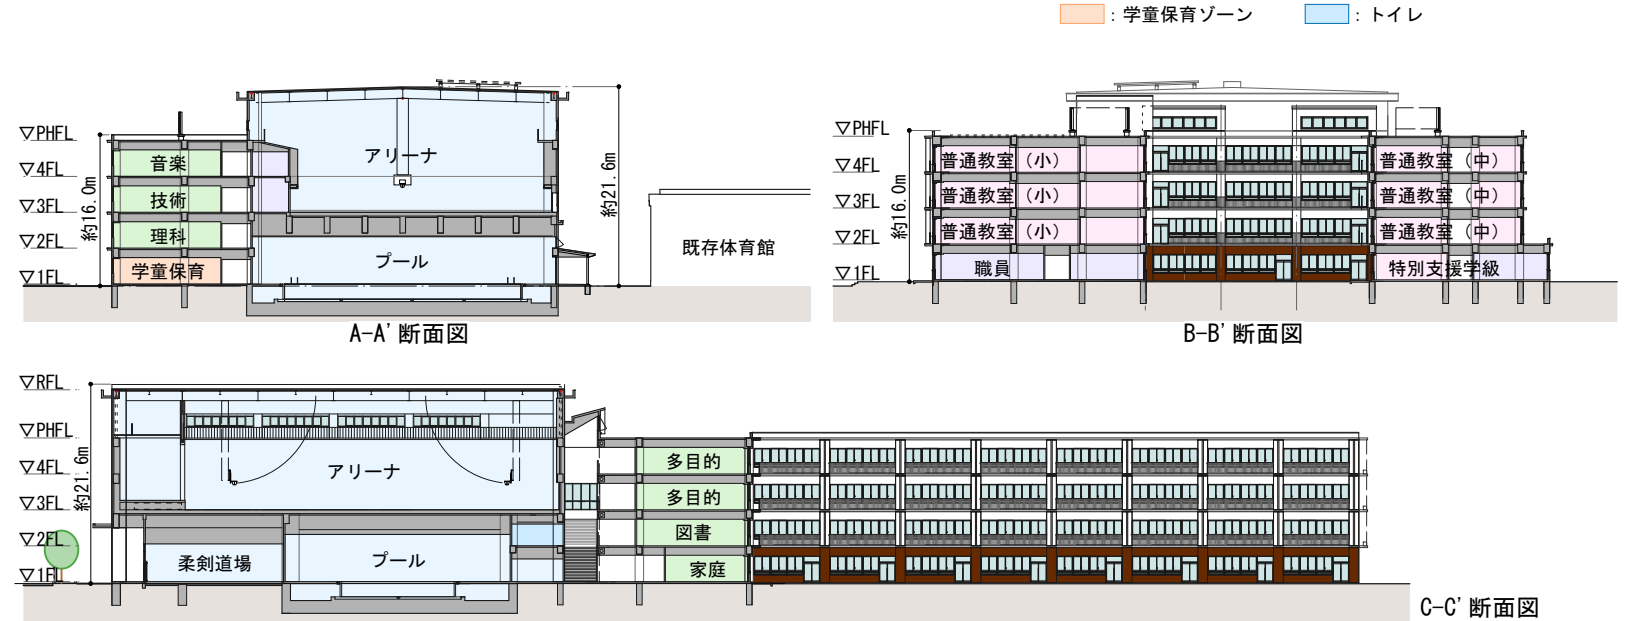 ：学童保育ゾーン
：トイレ
▽PHFL
▽4FL
▽3FL
▽2FL
▽1FL
約16.0m
音楽
技術
理科
学童保育
アリーナ
プール
約21.6m
既存体育館
A-A' 断面図
▽PHFL
▽4FL
▽3FL
▽2FL
▽1FL
約16.0m
普通教室（小）
普通教室（小）
普通教室（小）
職員
普通教室（中）
普通教室（中）
普通教室（中）
特別支援学級
B-B' 断面図
▽RFL
▽PHFL
▽4FL
▽3FL
▽2FL
▽1FL
約21.6m
アリーナ
柔剣道場
プール
多目的
多目的
図書
家庭
C-C' 断面図